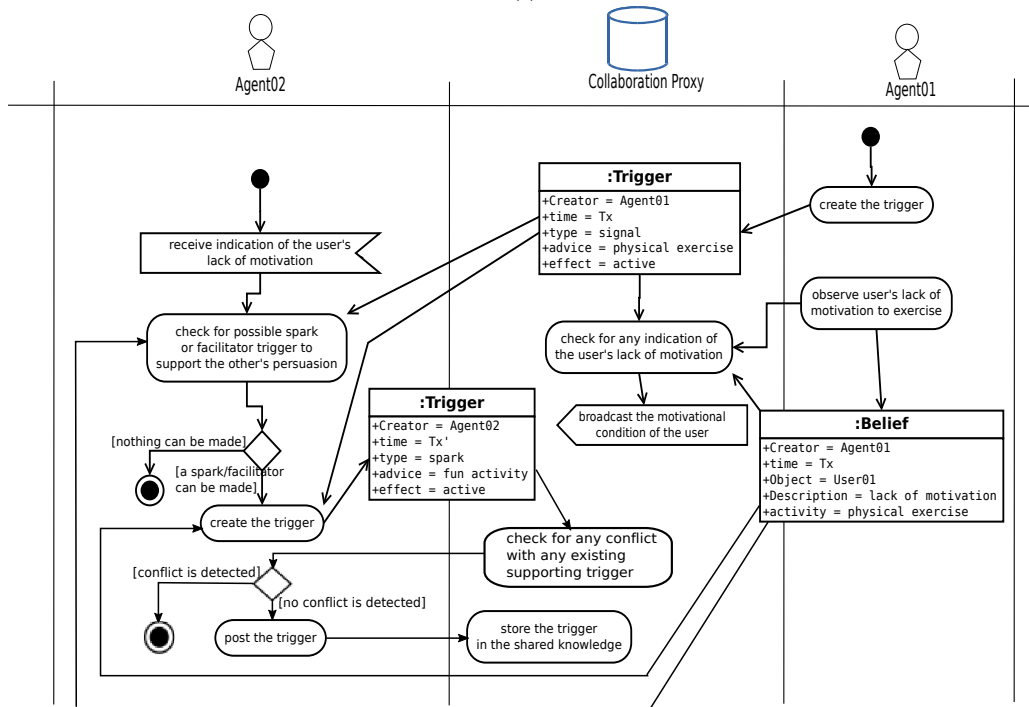 Agent02
Collaboration Proxy
Agent01
:Trigger
+Creator = Agent01
+time = Tx
+type = signal
+advice = physical exercise
+effect = active
create the trigger
receive indication of the user's
lack of motivation
observe user's lack of
motivation to exercise
check for possible spark
or facilitator trigger to
support the other's persuasion
check for any indication of
the user's lack of motivation
:Trigger
+Creator = Agent02
+time = Tx'
+type = spark
+advice = fun activity
+effect = active
broadcast the motivational
condition of the user
:Belief
+Creator = Agent01
+time = Tx
+Object = User01
+Description = lack of motivation
+activity = physical exercise
[nothing can be made]
[a spark/facilitator
can be made]
create the trigger
check for any conflict
with any existing
supporting trigger
[conflict is detected]
[no conflict is detected]
post the trigger
store the trigger
in the shared knowledge